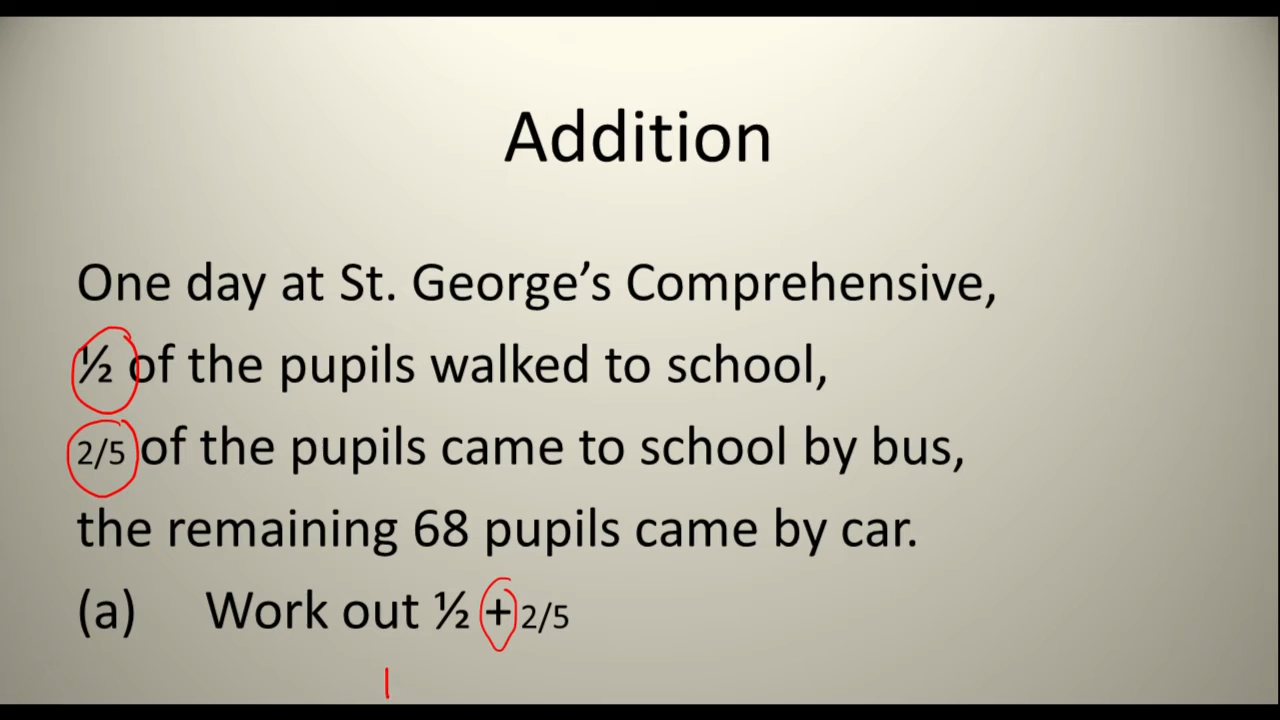 Addition
One day at St. George’s Comprehensive,
½ of the pupils walked to school,
2/5 of the pupils came to school by bus,
the remaining 68 pupils came by car.
(a) Work out ½ + 2/5
1